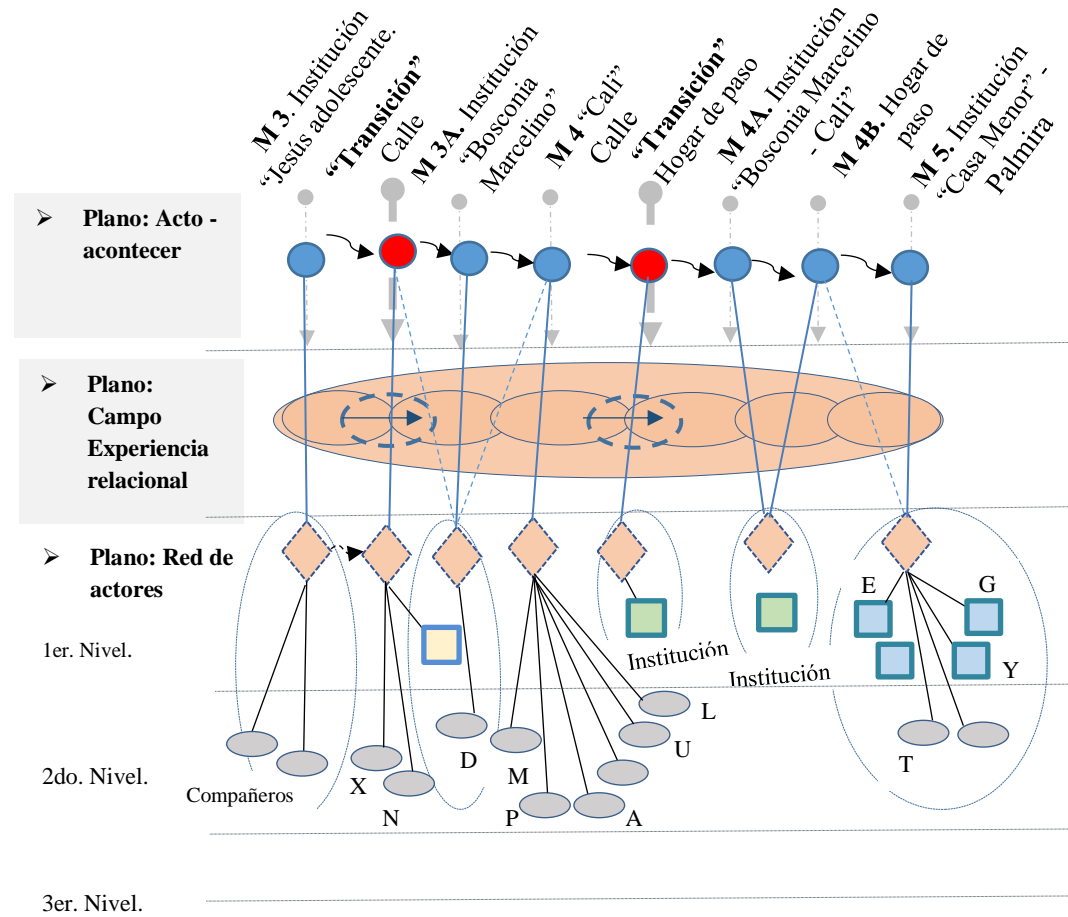 M 3. Institución
“Jesús adolescente.
“Transición”
Calle
M 3A. Institución
“Bosconia
Marcelino”
M 4 “Cali”
Calle
“Transición”
Hogar de paso
M 4A. Institución
“Bosconia Marcelino
- Cali”
M 4B. Hogar de
paso
M 5. Institución
“Casa Menor” -
Palmira
➢ Plano: Acto -
acontecer
➢ Plano:
Campo
Experiencia
relacional
➢ Plano: Red de
actores
E
G
1er. Nivel.
Institución
Institución
Y
L
U
D
M
T
2do. Nivel.
X
Compañeros
N
P
A
3er. Nivel.